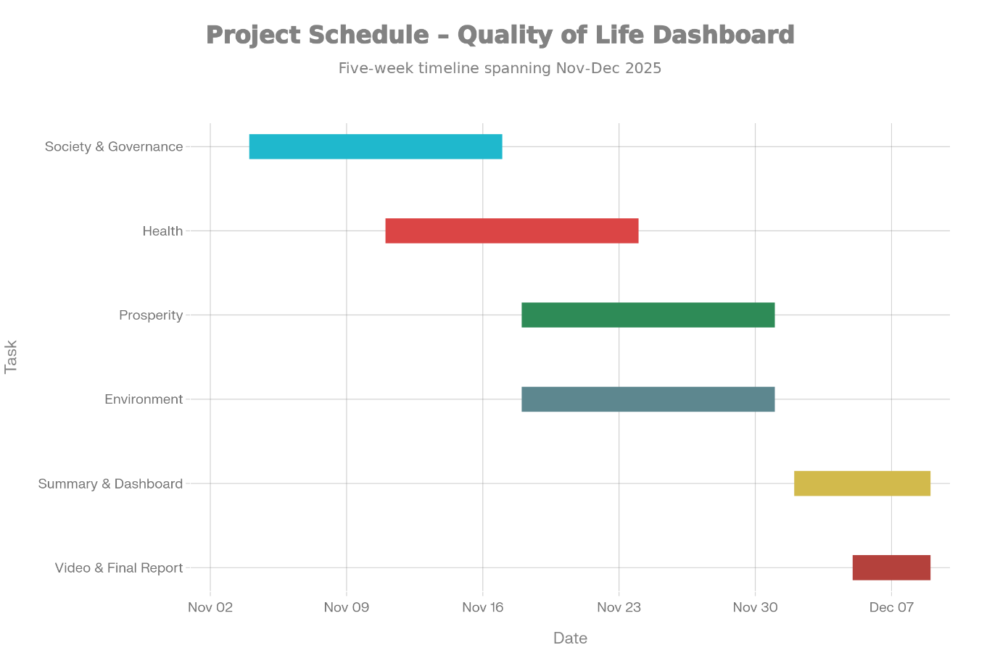 Project Schedule – Quality of Life Dashboard
Five-week timeline spanning Nov-Dec 2025
Society & Governance
Health
Prosperity
Environment
Summary & Dashboard
Video & Final Report
Task
Nov 02 Nov 09 Nov 16 Nov 23 Nov 30 Dec 07
Date